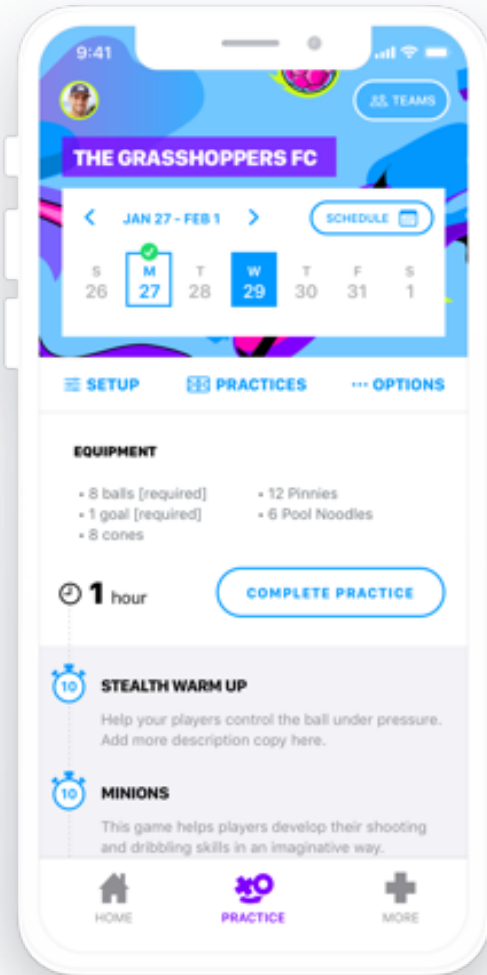 9:41
TEAMS
THE GRASSHOPPERS FC
JAN 27 - FEB 1
SCHEDULE
S M T W T F S
26 27 28 29 30 31 1
SETUP PRACTICES ••• OPTIONS
EQUIPMENT
• 8 balls [required]
• 1 goal [required]
• 8 cones
• 12 Pinnies
• 6 Pool Noodles
1 hour
COMPLETE PRACTICE
10 STEALTH WARM UP
Help your players control the ball under pressure.
Add more description copy here.
10 MINIONS
This game helps players develop their shooting
and dribbling skills in an imaginative way.
HOME PRACTICE MORE